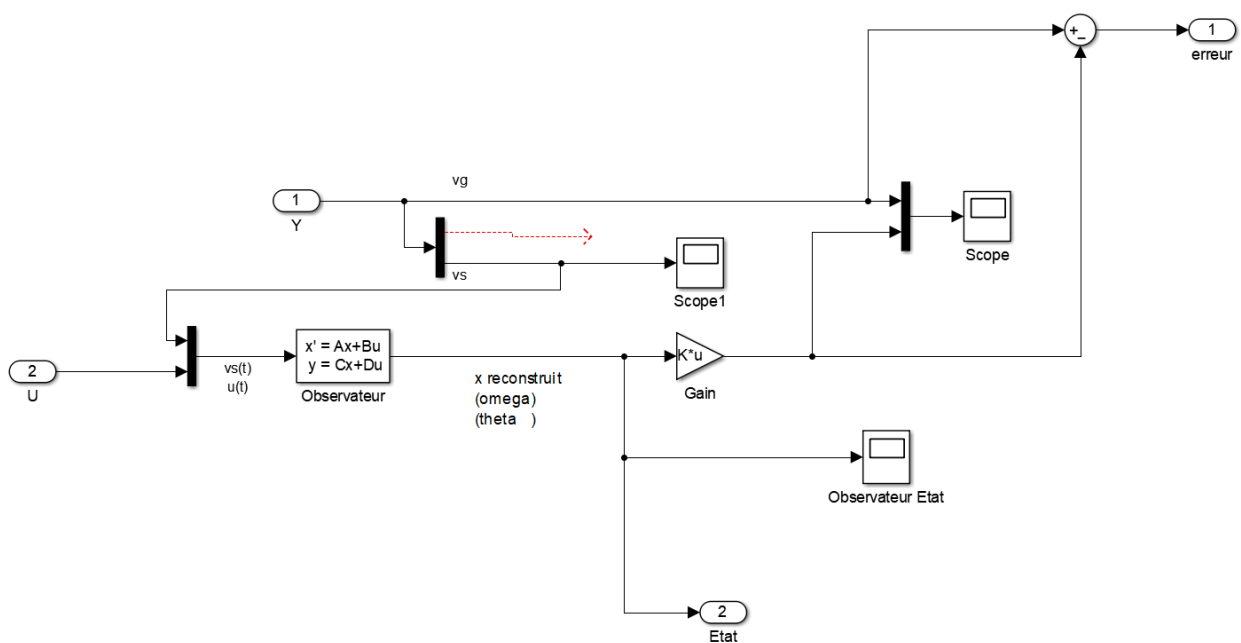 +
−
1
erreur
vg
1
Y
Scope
vs
Scope1
x' = Ax+Bu
y = Cx+Du
Observateur
K*u
Gain
2
U
vs(t)
u(t)
x reconstruit
(omega)
(theta )
Observateur Etat
2
Etat